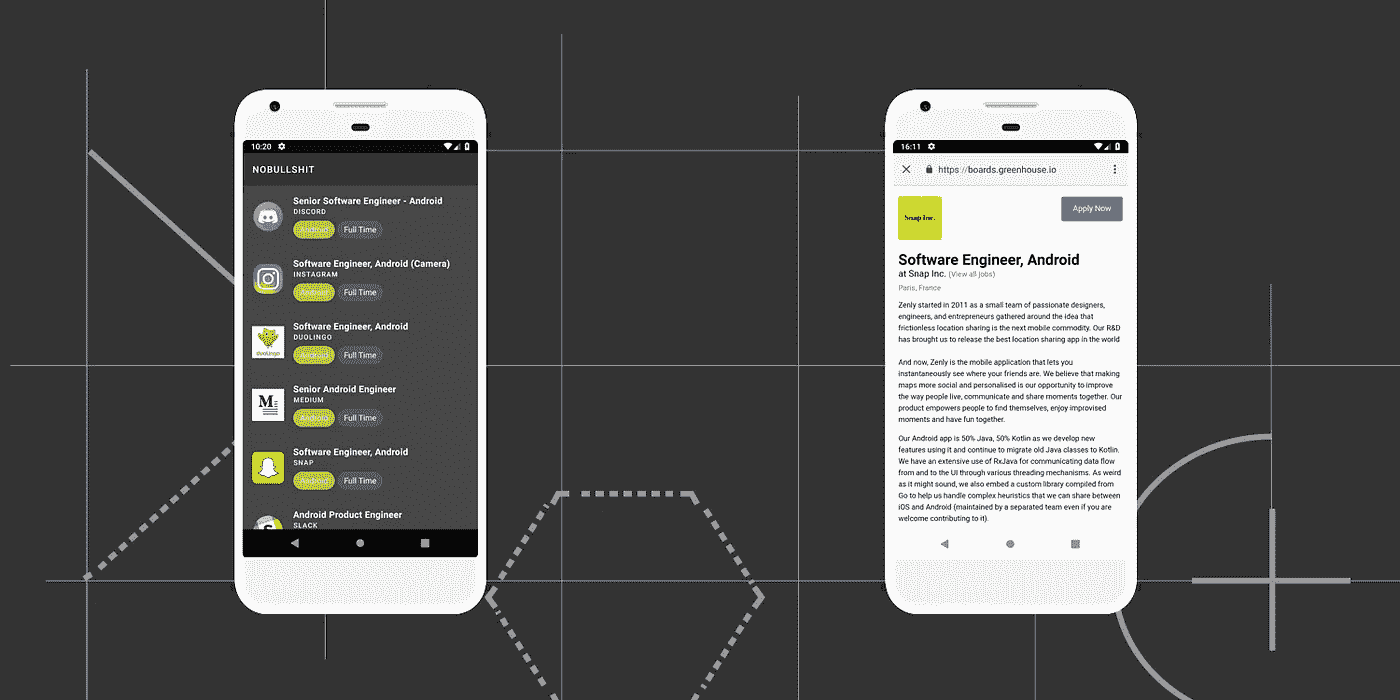 10:20
NOBULLSHIT
Senior Software Engineer - Android
DISCORD
Android Full Time
Software Engineer, Android (Camera)
INSTAGRAM
Android Full Time
duolingo
Software Engineer, Android
DUOLINGO
Android Full Time
M
Senior Android Engineer
MEDIUM
Android Full Time
Software Engineer, Android
SNAP
Android Full Time
S
Android Product Engineer
SLACK
16:11
https://boards.greenhouse.io
Snap Inc.
Apply Now
Software Engineer, Android
at Snap Inc. (View all jobs)
Paris, France
Zenly started in 2011 as a small team of passionate designers,
engineers, and entrepreneurs gathered around the idea that
frictionless location sharing is the next mobile commodity. Our R&D
has brought us to release the best location sharing app in the world
And now, Zenly is the mobile application that lets you
instantaneously see where your friends are. We believe that making
maps more social and personalised is our opportunity to improve
the way people live, communicate and share moments together. Our
product empowers people to find themselves, enjoy improvised
moments and have fun together.
Our Android app is 50% Java, 50% Kotlin as we develop new
features using it and continue to migrate old Java classes to Kotlin.
We have an extensive use of RxJava for communicating data flow
from and to the UI through various threading mechanisms. As weird
as it might sound, we also embed a custom library compiled from
Go to help us handle complex heuristics that we can share between
iOS and Android (maintained by a separated team even if you are
welcome contributing to it).